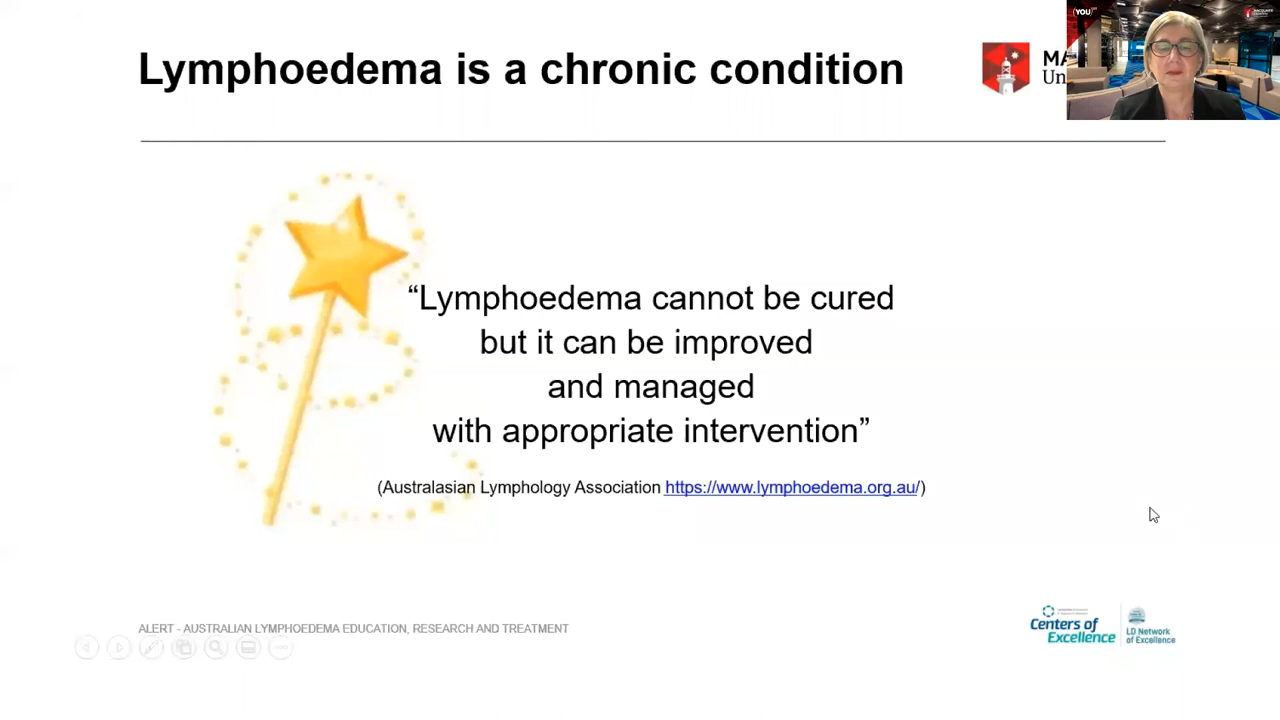 Lymphoedema is a chronic condition
(YOU)
“Lymphoedema cannot be cured
but it can be improved
and managed
with appropriate intervention”
(Australasian Lymphology Association https://www.lymphoedema.org.au/)
ALERT - AUSTRALIAN LYMPHOEDEMA EDUCATION, RESEARCH AND TREATMENT
Centers of
Excellence
LD Network
of Excellence